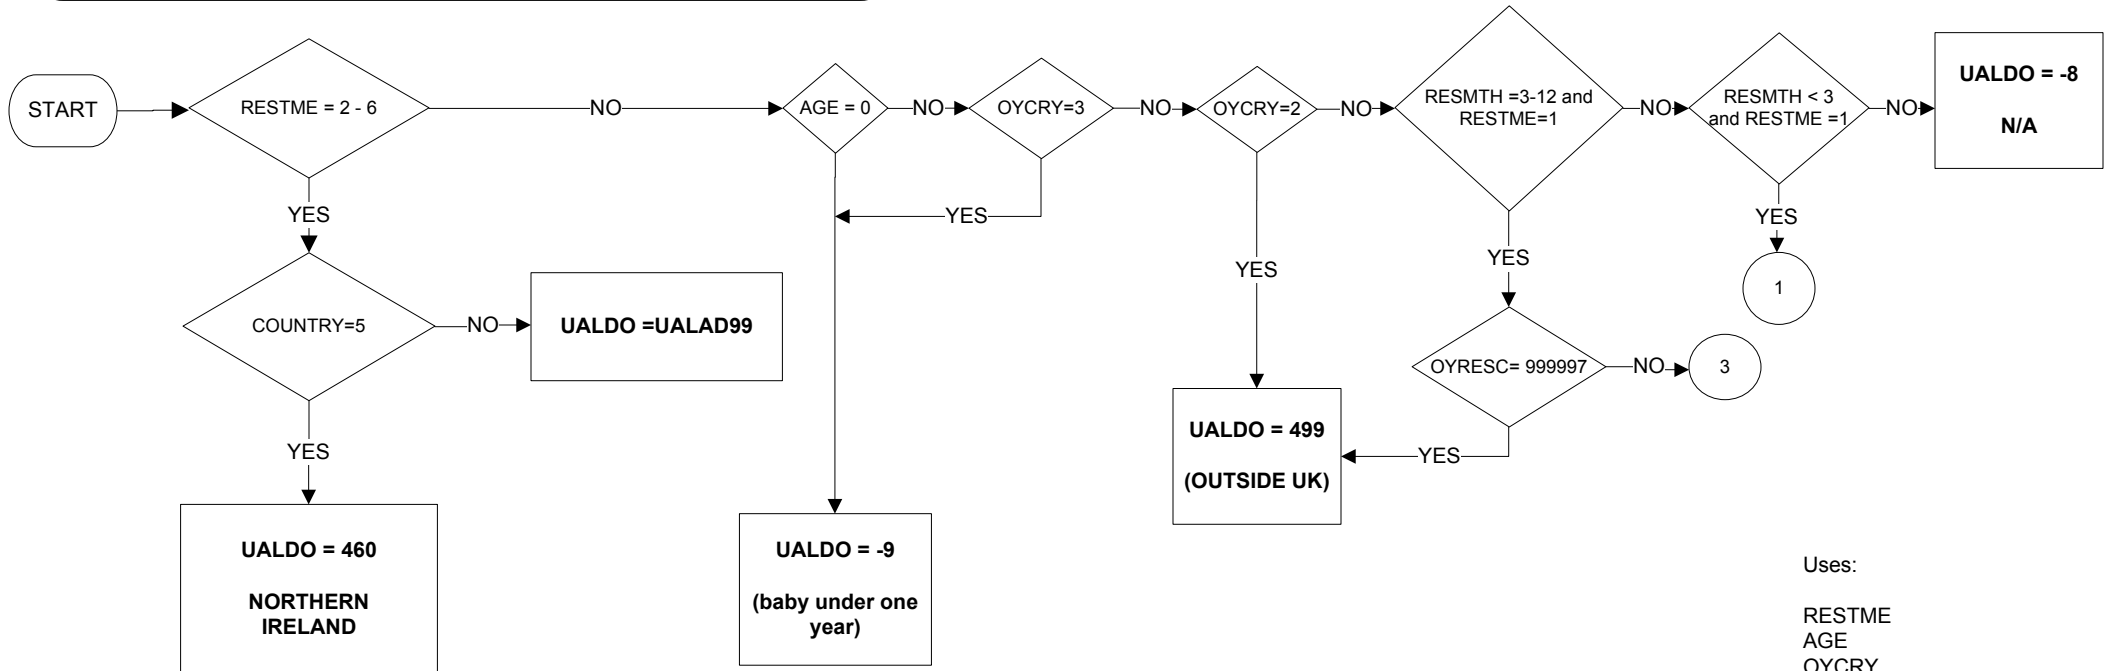 START
RESTME = 2 - 6
NO
AGE = 0
NO
OYCRY=3
NO
OYCRY=2
NO
RESMTH =3-12 and
RESTME=1
NO
RESMTH < 3
and RESTME =1
NO
UALDO = -8
N/A
YES
YES
YES
YES
YES
1
COUNTRY=5
NO
UALDO =UALAD99
OYRESC= 999997
NO
3
YES
YES
UALDO = 460
NORTHERN
IRELAND
UALDO = -9
(baby under one
year)
UALDO = 499
(OUTSIDE UK)
Uses:
RESTME
AGE
OYCRY